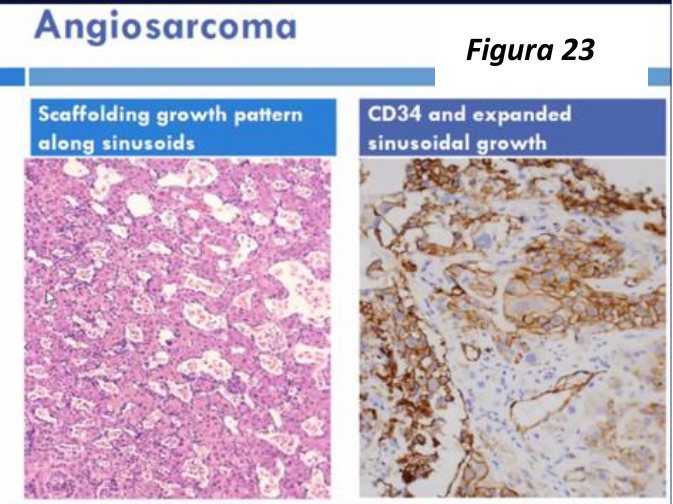 Angiosarcoma
Figura 23
Scaffolding growth pattern
along sinusoids
CD34 and expanded
sinusoidal growth